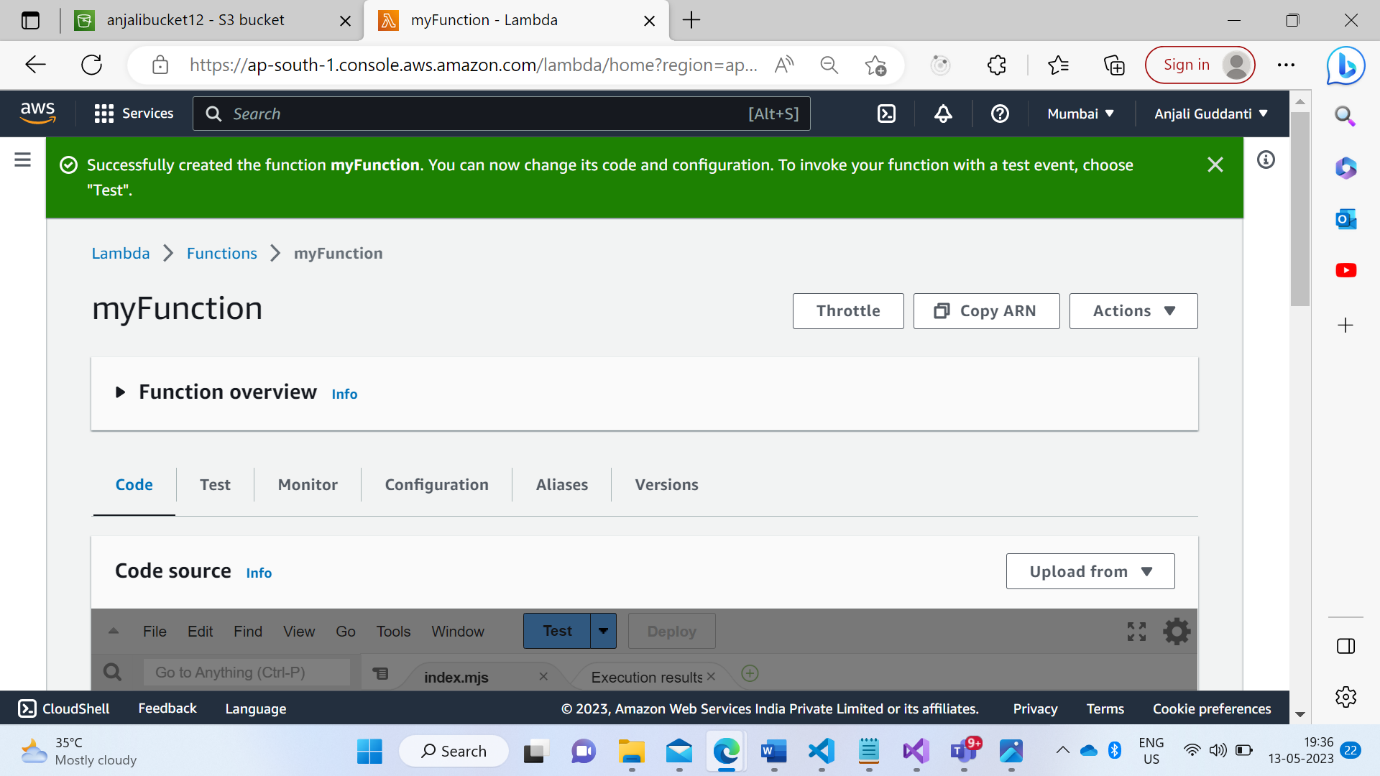 anjalibucket12 - S3 bucket
myFunction - Lambda
https://ap-south-1.console.aws.amazon.com/lambda/home?region=ap...
Sign in
aws
Services
Search
[Alt+S]
Mumbai
Anjali Guddanti
Successfully created the function myFunction. You can now change its code and configuration. To invoke your function with a test event, choose
"Test".
Lambda
Functions
myFunction
myFunction
Throttle
Copy ARN
Actions
Function overview
Info
Code
Test
Monitor
Configuration
Aliases
Versions
Code source
Info
Upload from
File
Edit
Find
View
Go
Tools
Window
Test
Deploy
Go to Anything (Ctrl-P)
index.mjs
Execution results
CloudShell
Feedback
Language
© 2023, Amazon Web Services India Private Limited or its affiliates.
Privacy
Terms
Cookie preferences
35°C
Mostly cloudy
Search
9+
ENG
US
19:36
13-05-2023
22